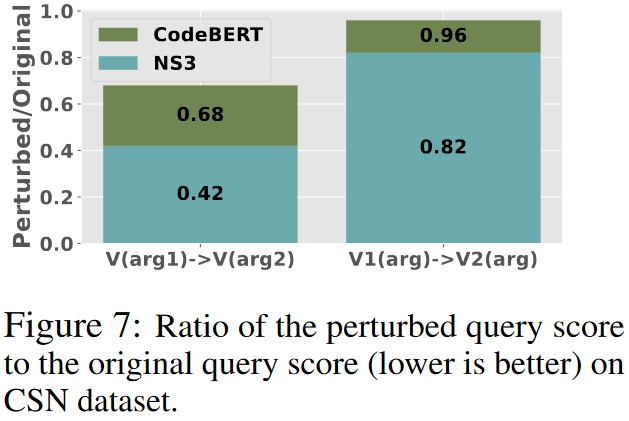 Perturbed/Original
1.0
0.8
0.6
0.4
0.2
0.0
CodeBERT
NS3
0.68
0.42
0.96
0.82
V(arg1)->V(arg2)
V1(arg)->V2(arg)
Figure 7: Ratio of the perturbed query score
to the original query score (lower is better) on
CSN dataset.